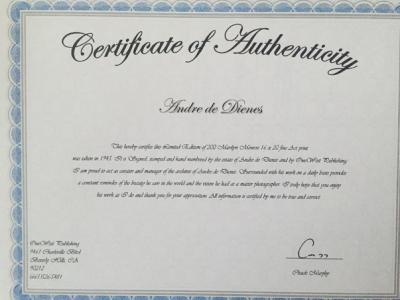 Certificate of Authenticity
Andre de Dienes
This hereby certifies this Limited Edition of 200 Marilyn Monroe 16 x 20 fine Art print
was taken in 1945. It is Signed, stamped and hand numbered by the estate of Andre de Dienes and by OneWest Publishing.
I am proud to act as curator and manager of the archives of Andre de Dienes. Surrounded with his work on a daily basis provides
a constant reminder of the beauty he saw in the world and the vision he had as a master photographer. I truly hope that you enjoy
his work as I do and thank you for your appreciation. All information is certified by me to be true and correct
OneWest Publishing
Beverly Hills, CA
90212
Chuck Murphy